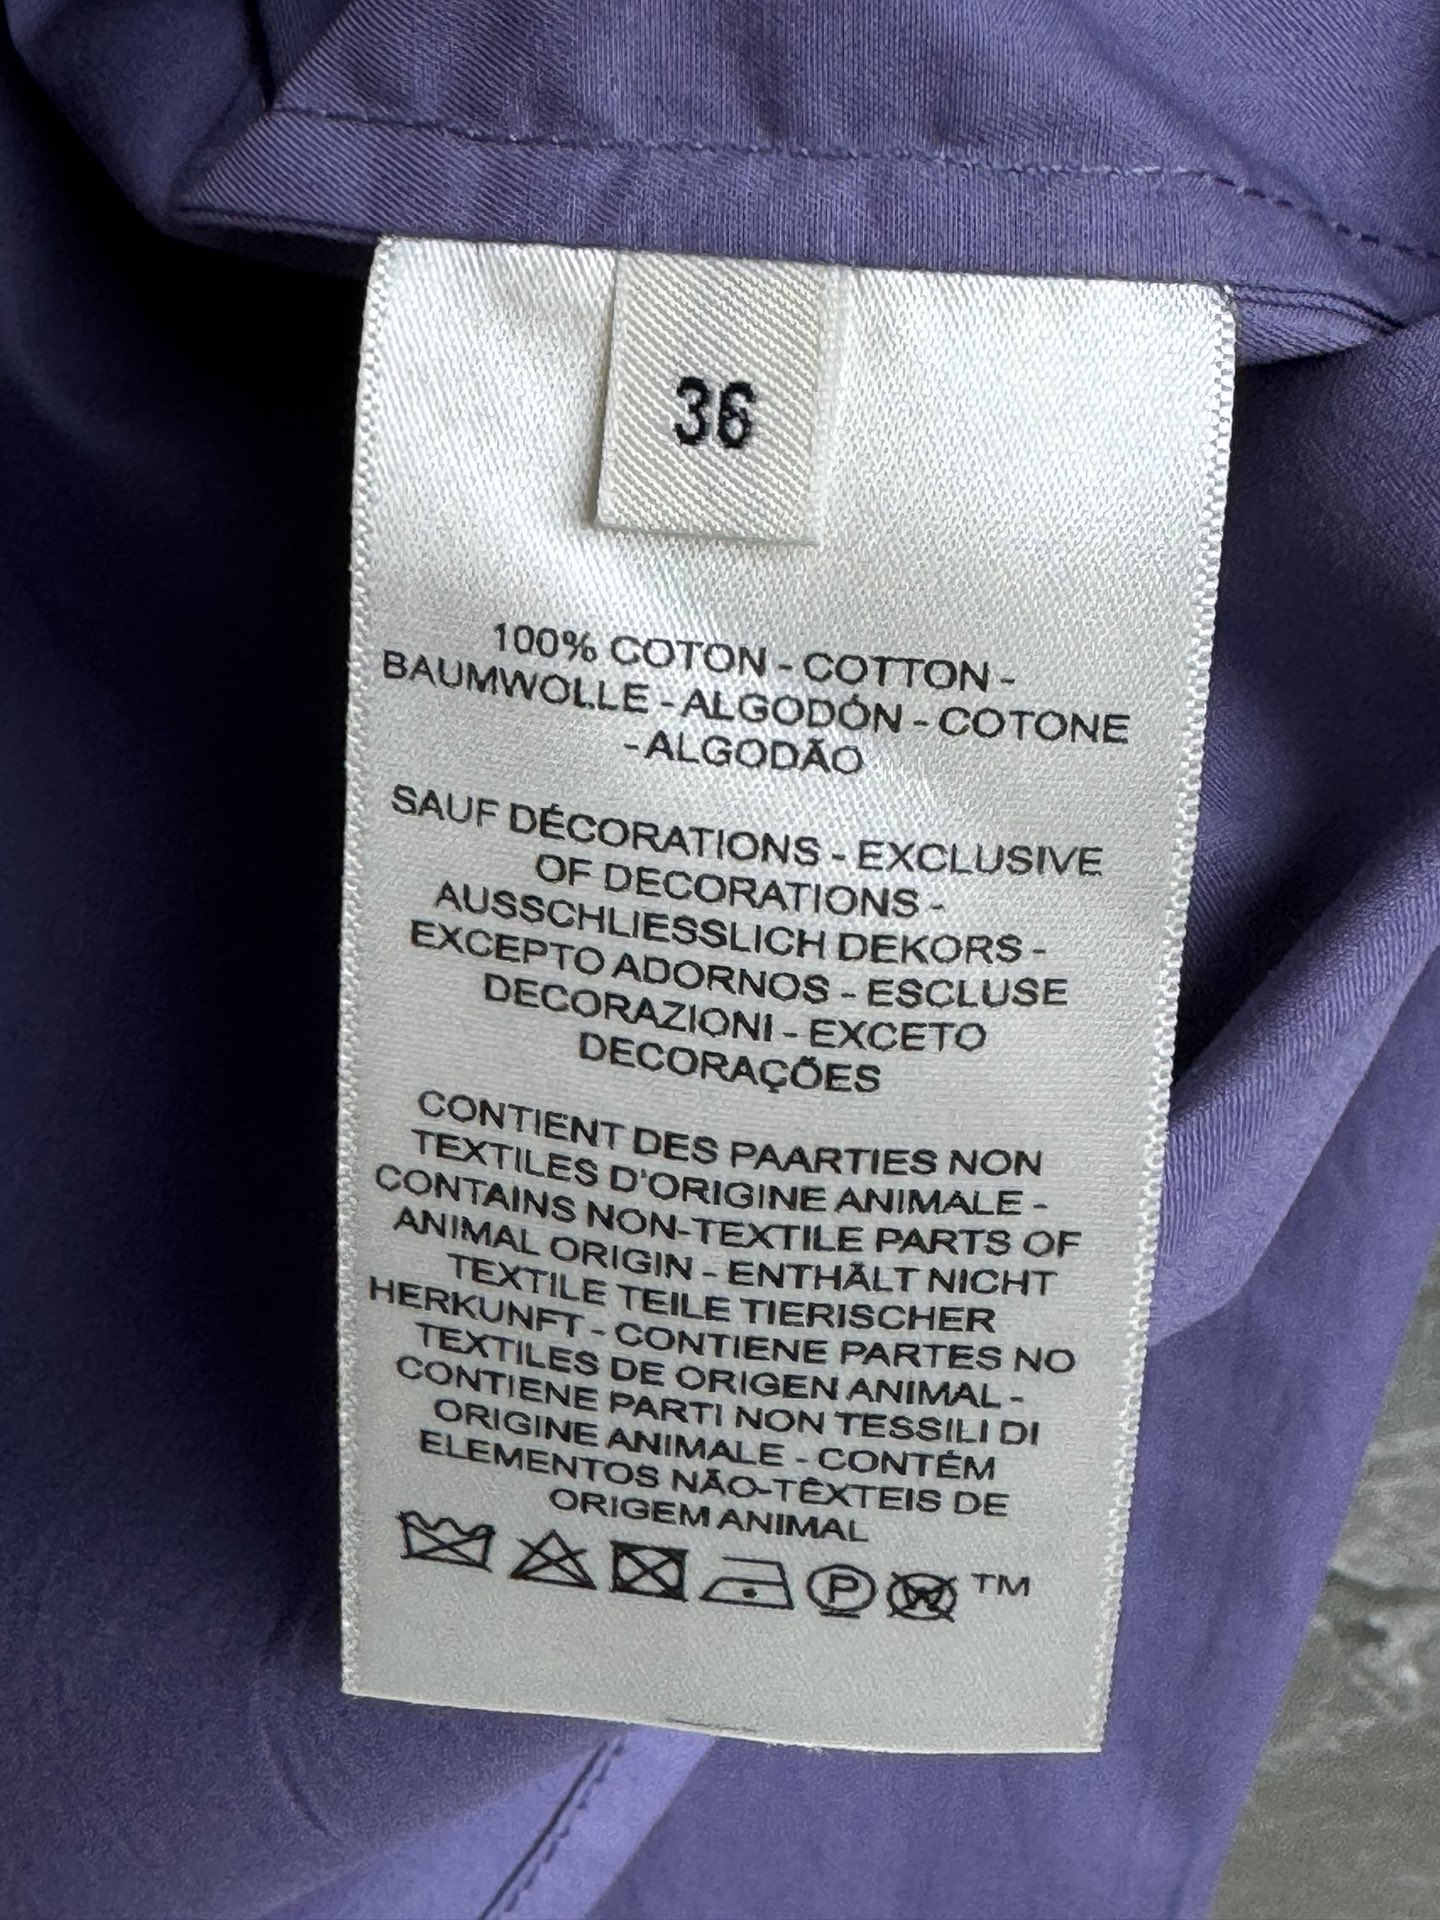 36
100% COTON - COTTON -
BAUMWOLLE - ALGODÓN - COTONE
- ALGODÃO
SAUF DÉCORATIONS - EXCLUSIVE
OF DECORATIONS -
AUSSCHLIESSLICH DEKORS -
EXCEPTO ADORNOS - ESCLUSE
DECORAZIONI - EXCETO
DECORAÇÕES
CONTIENT DES PAARTIES NON
TEXTILES D'ORIGINE ANIMALE -
CONTAINS NON-TEXTILE PARTS OF
ANIMAL ORIGIN - ENTHÄLT NICHT
TEXTILE TEILE TIERISCHER
HERKUNFT - CONTIENE PARTES NO
TEXTILES DE ORIGEN ANIMAL -
CONTIENE PARTI NON TESSILI DI
ORIGINE ANIMALE - CONTÉM
ELEMENTOS NÃO-TÊXTEIS DE
ORIGEM ANIMAL
P W TM